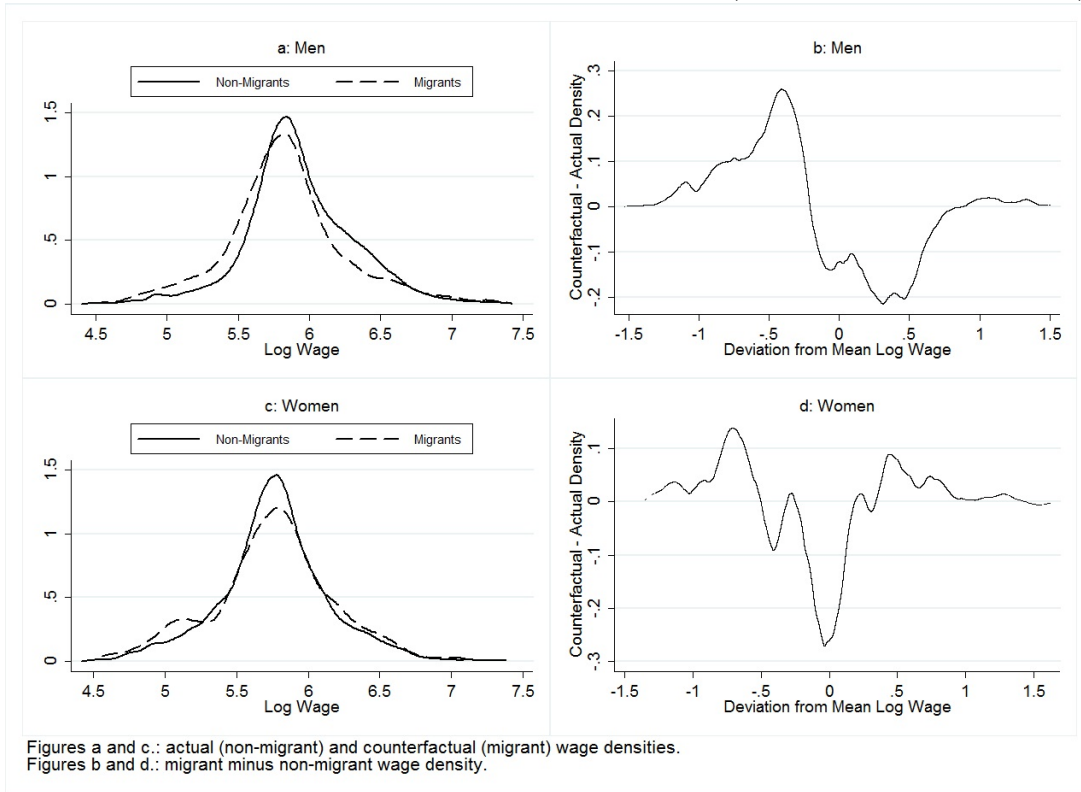 a: Men
Non-Migrants
Migrants
1.5
1
.5
0
4.5 5 5.5 6 6.5 7 7.5
Log Wage
b: Men
Counterfactual - Actual Density
.3
.2
.1
0
-.1
-.2
-1.5 -1 -.5 0 .5 1 1.5
Deviation from Mean Log Wage
c: Women
Non-Migrants
Migrants
1.5
1
.5
0
4.5 5 5.5 6 6.5 7 7.5
Log Wage
d: Women
Counterfactual - Actual Density
.1
0
-.1
-.2
-.3
-1.5 -1 -.5 0 .5 1 1.5
Deviation from Mean Log Wage
Figures a and c.: actual (non-migrant) and counterfactual (migrant) wage densities.
Figures b and d.: migrant minus non-migrant wage density.